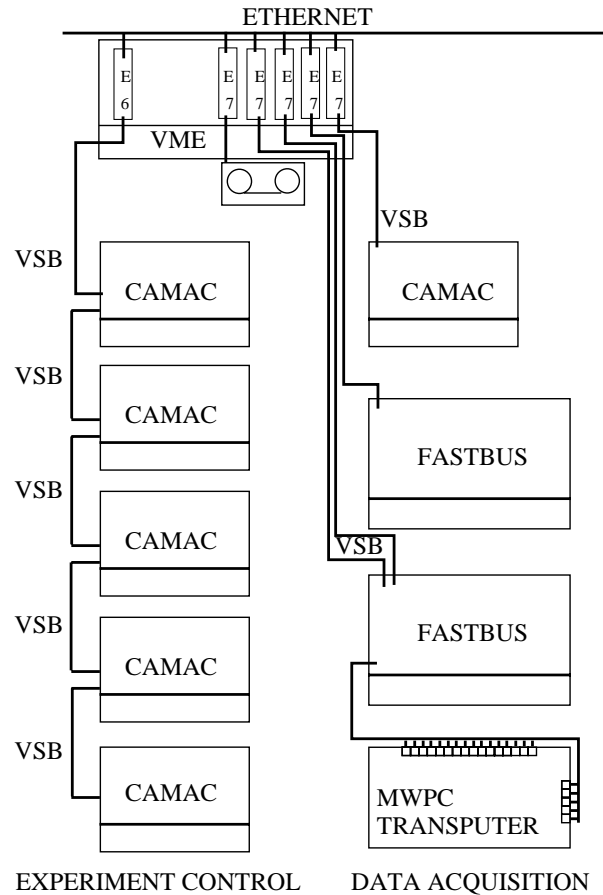 ETHERNET
E E E E E E
6 7 7 7 7 7
VME
VSB
VSB
CAMAC
CAMAC
VSB
CAMAC
FASTBUS
VSB
CAMAC
VSB
FASTBUS
VSB
CAMAC
VSB
CAMAC
MWPC
TRANSPUTER
EXPERIMENT CONTROL
DATA ACQUISITION